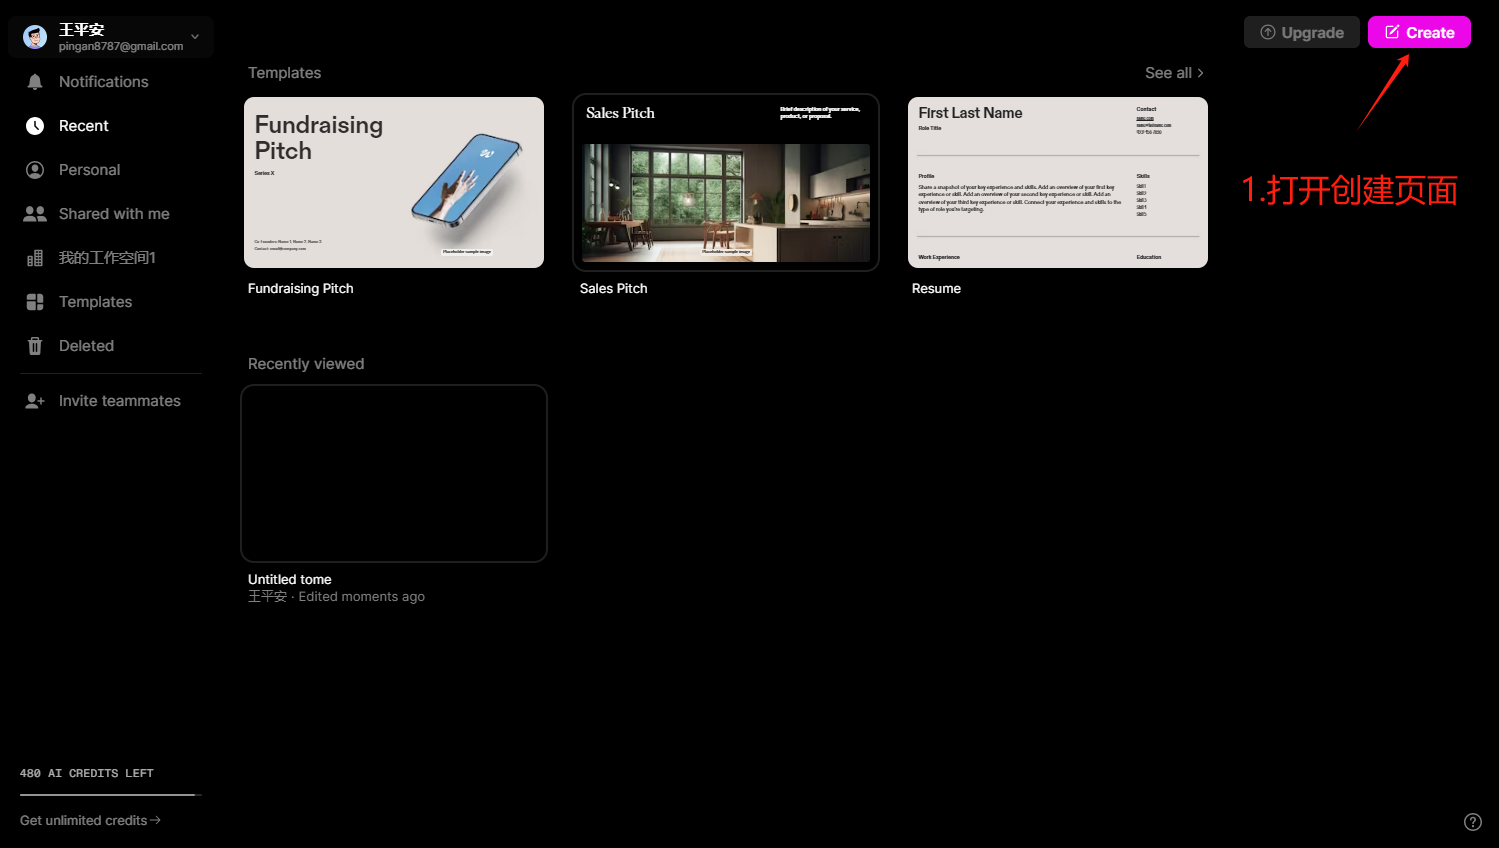 王平安
pingan8787@gmail.com
Notifications
Recent
Personal
Shared with me
我的工作空间1
Templates
Deleted
Invite teammates
480 AI CREDITS LEFT
Get unlimited credits→
Upgrade
Create
Templates
See all >
Fundraising
Pitch
Series X
Co-Founders: Name 1, Name 2, Name 3
Contact: email@company.com
Placeholder sample image
Fundraising Pitch
Sales Pitch
Brief description of your service,
product, or proposal.
Placeholder sample image
Sales Pitch
First Last Name
Role Title
Contact
Profile
Share a snapshot of your key experience and skills. Add an overview of your first key
experience or skill. Add an overview of your second key experience or skill. Add an
overview of your third key experience or skill. Connect your experience and skills to the
type of role you're targeting.
Skills
Skill 1
Skill 2
Skill 3
Skill 4
Skill 5
Work Experience
Education
Resume
1.打开创建页面
Recently viewed
Untitled tome
王平安 · Edited moments ago